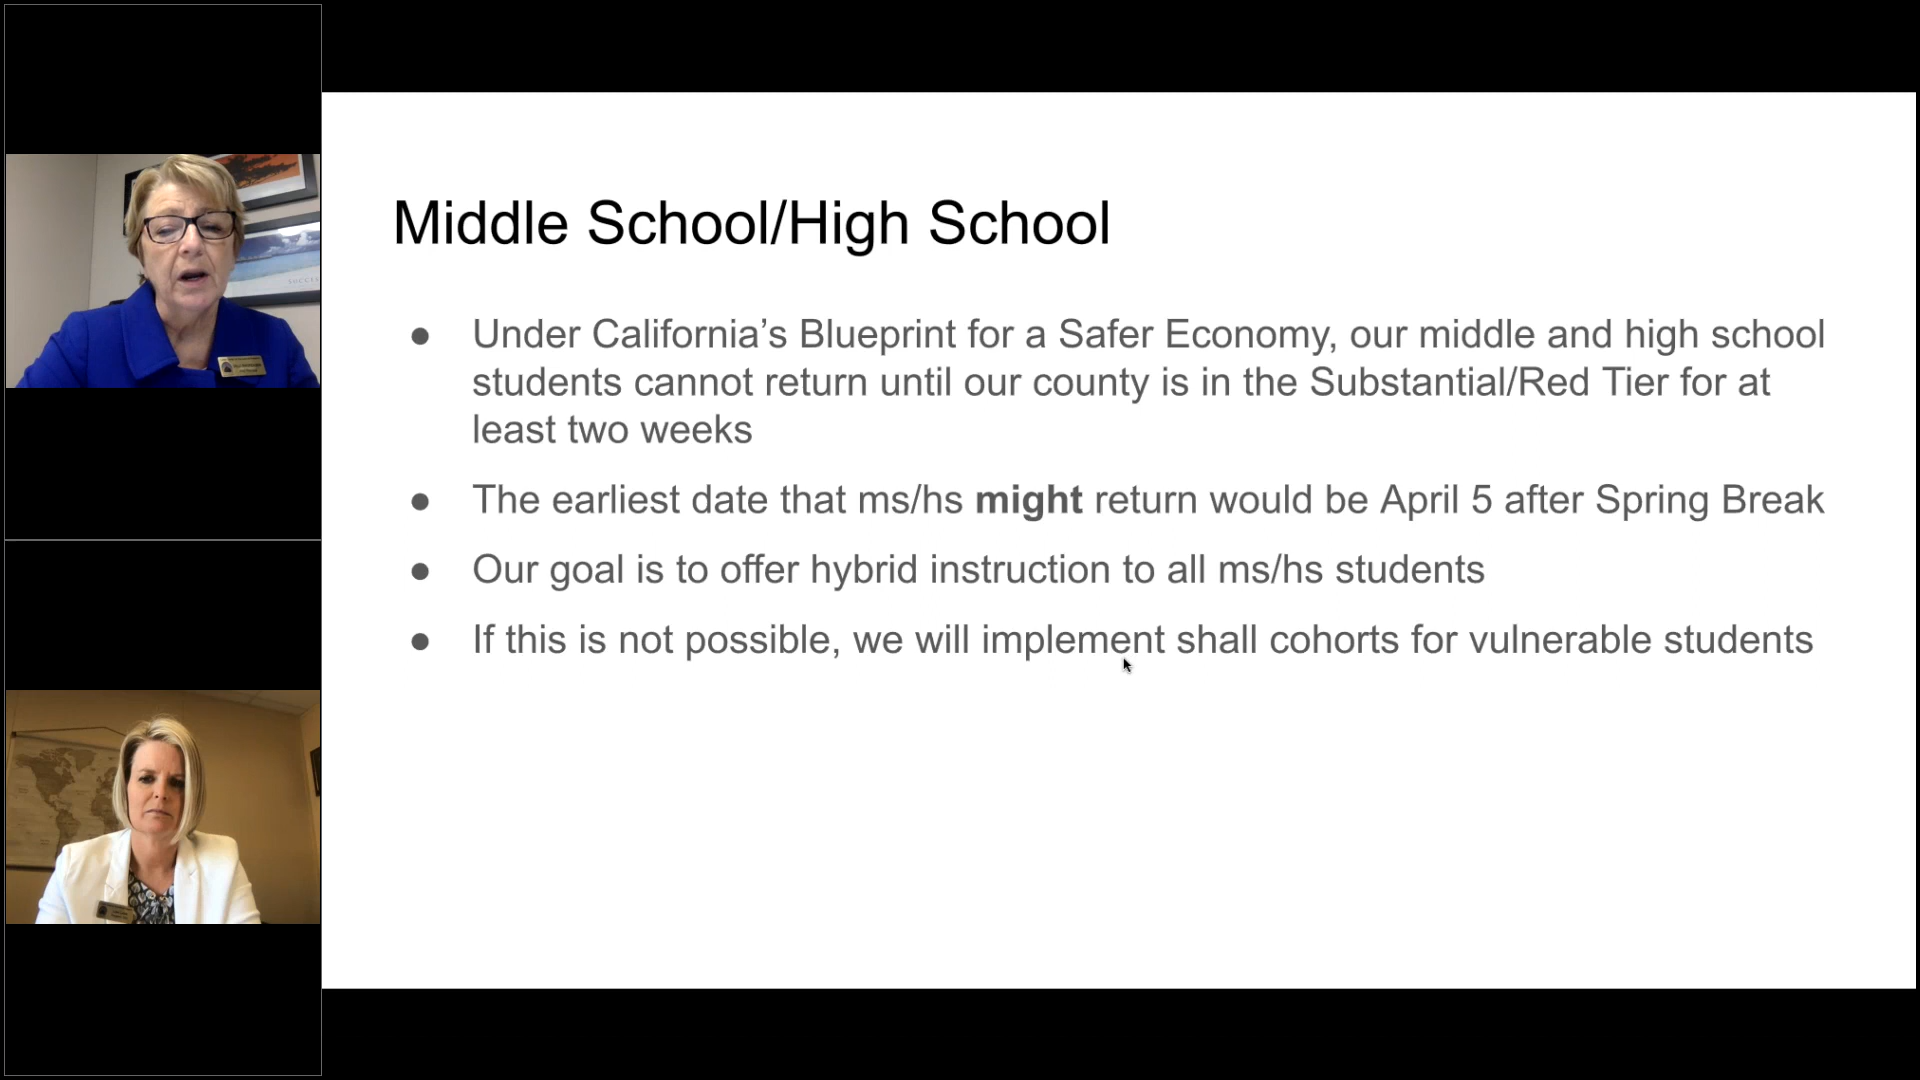 Middle School/High School
● Under California’s Blueprint for a Safer Economy, our middle and high school
students cannot return until our county is in the Substantial/Red Tier for at
least two weeks
● The earliest date that ms/hs might return would be April 5 after Spring Break
● Our goal is to offer hybrid instruction to all ms/hs students
● If this is not possible, we will implement shall cohorts for vulnerable students